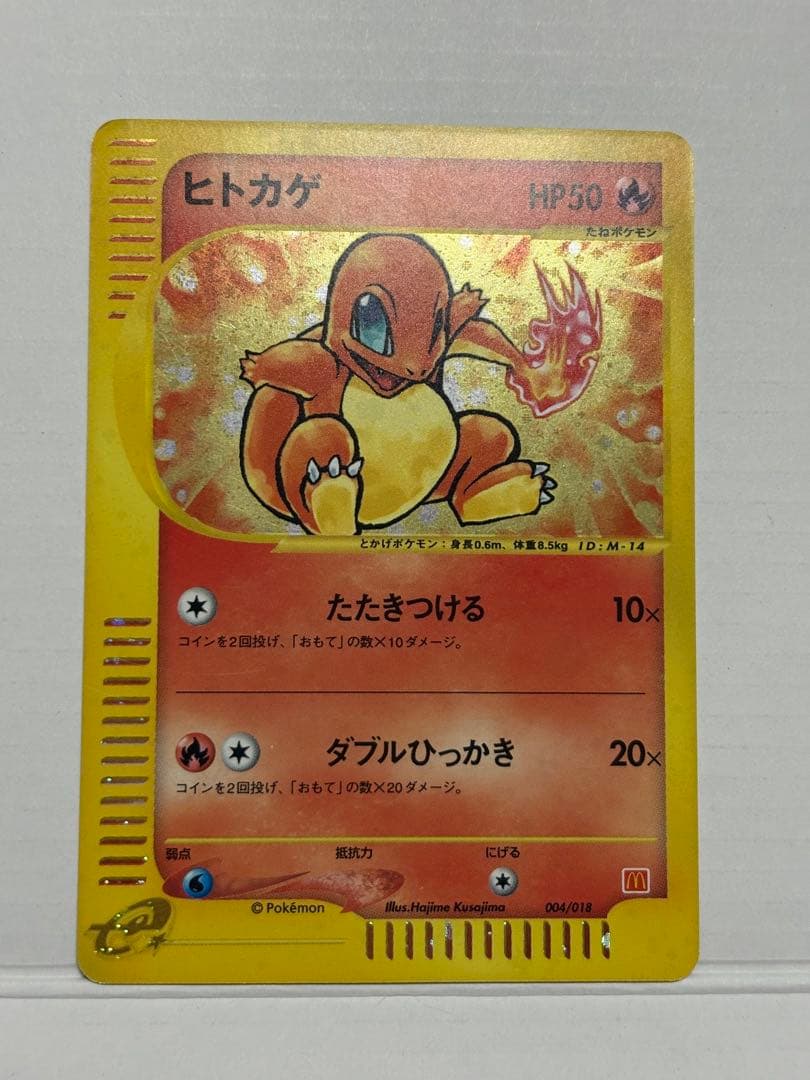 ヒトカゲ HP50
たねポケモン
とかげポケモン：身長0.6m、体重8.5kg ID:M-14
たたきつける 10×
コインを2回投げ、「おもて」の数×10ダメージ。
ダブルひっかき 20×
コインを2回投げ、「おもて」の数×20ダメージ。
弱点 抵抗力 にげる
© Pokémon Illus.Hajime Kusajima 004/018
e